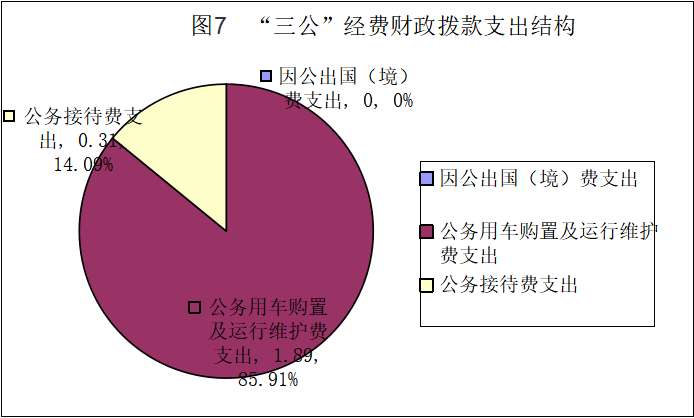 图7 “三公”经费财政拨款支出结构
因公出国（境）
费支出, 0, 0%
公务接待费支
出, 0.31,
14.09%
公务用车购置
及运行维护费
支出, 1.89,
85.91%
因公出国（境）费支出
公务用车购置及运行维护
费支出
公务接待费支出